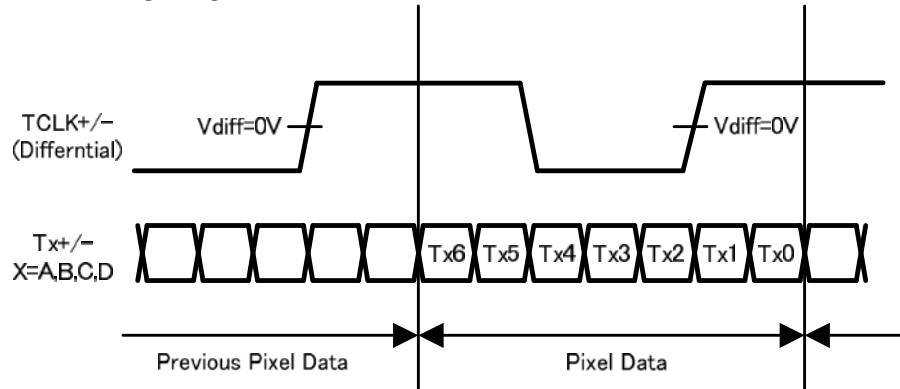 TCLK+/-
(Differntial)
Vdiff=0V
Vdiff=0V
Tx+/-
X=A,B,C,D
Tx6 Tx5 Tx4 Tx3 Tx2 Tx1 Tx0
Previous Pixel Data
Pixel Data